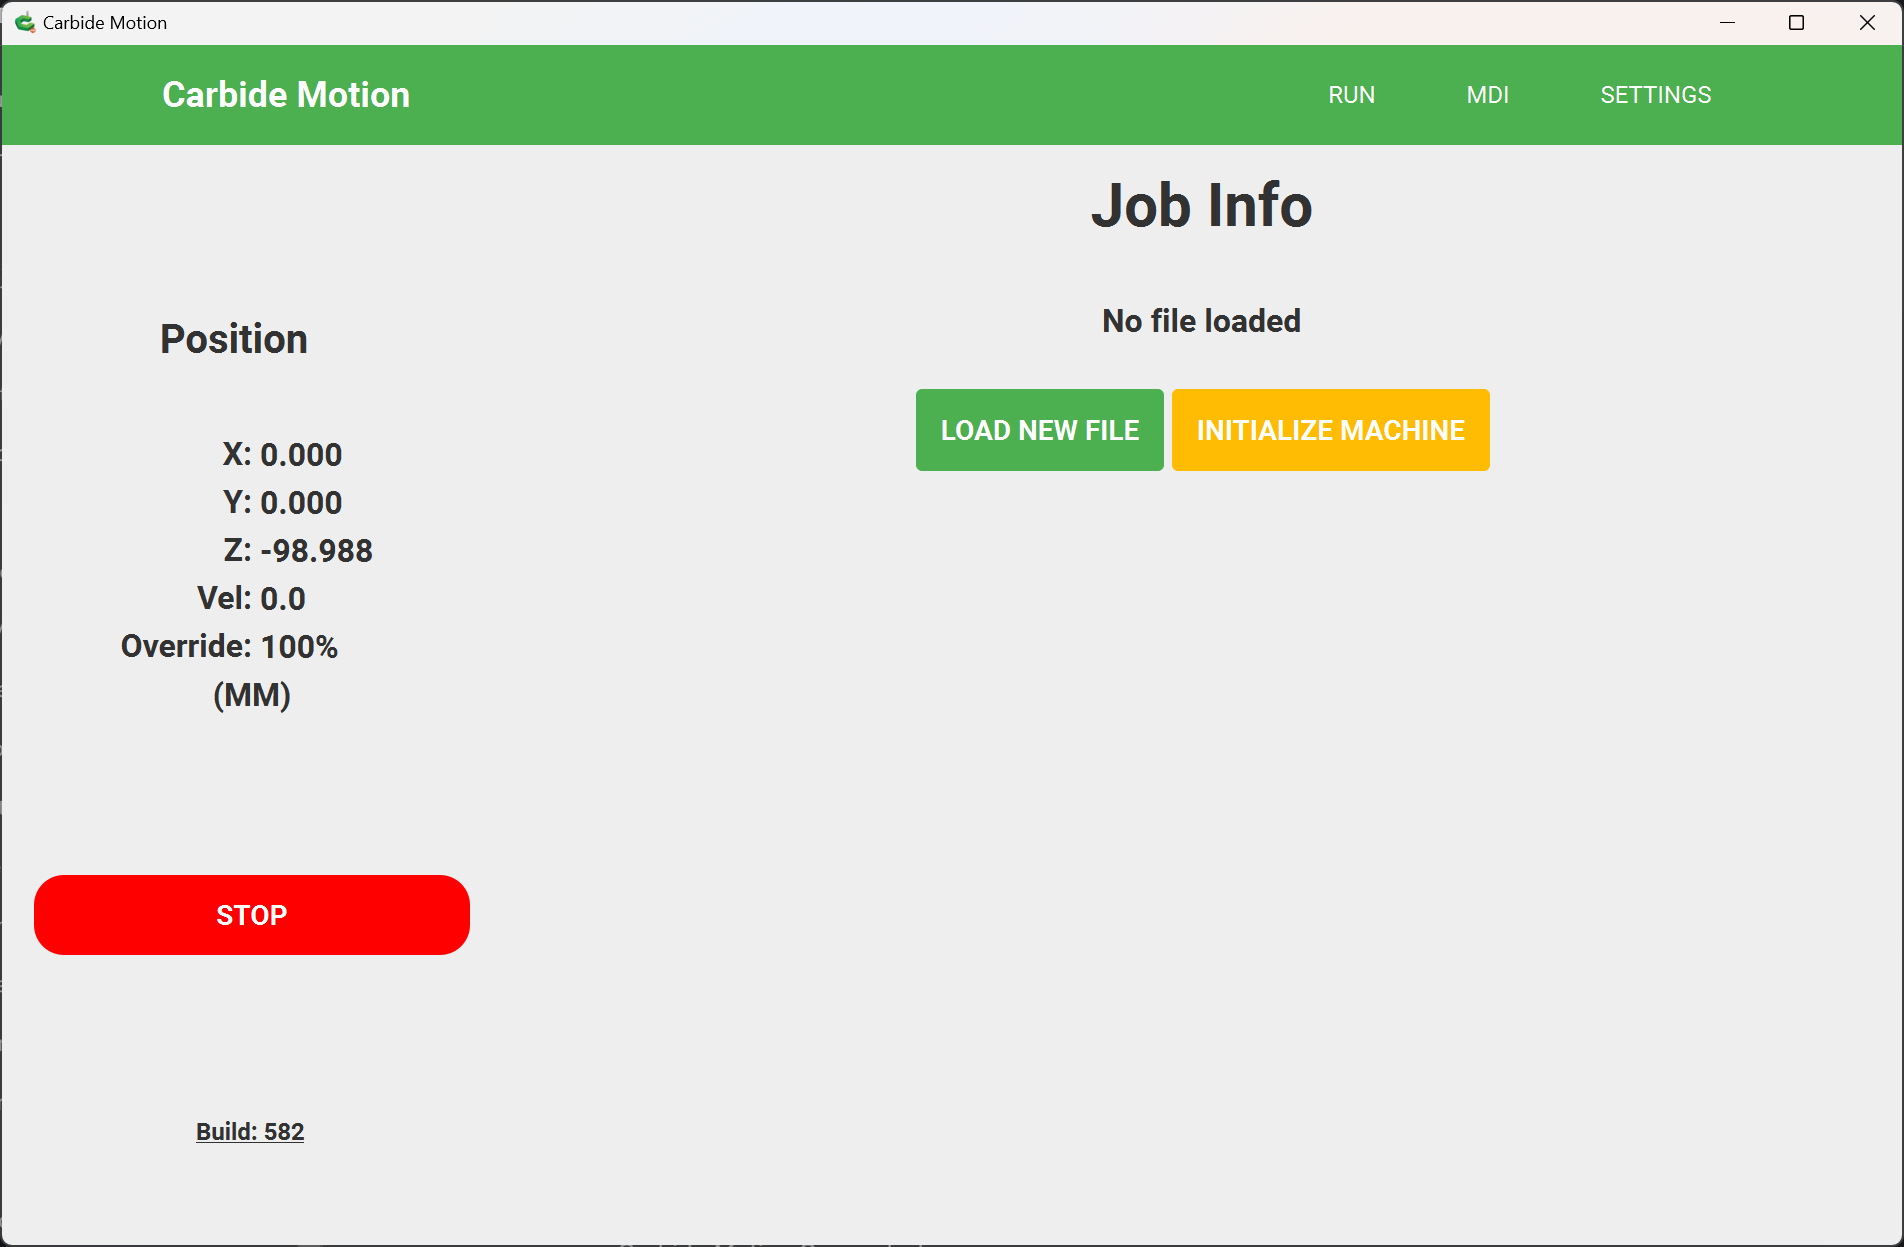 Carbide Motion
Carbide Motion
RUN
MDI
SETTINGS
Job Info
No file loaded
LOAD NEW FILE
INITIALIZE MACHINE
Position
X: 0.000
Y: 0.000
Z: -98.988
Vel: 0.0
Override: 100%
(MM)
STOP
Build: 582